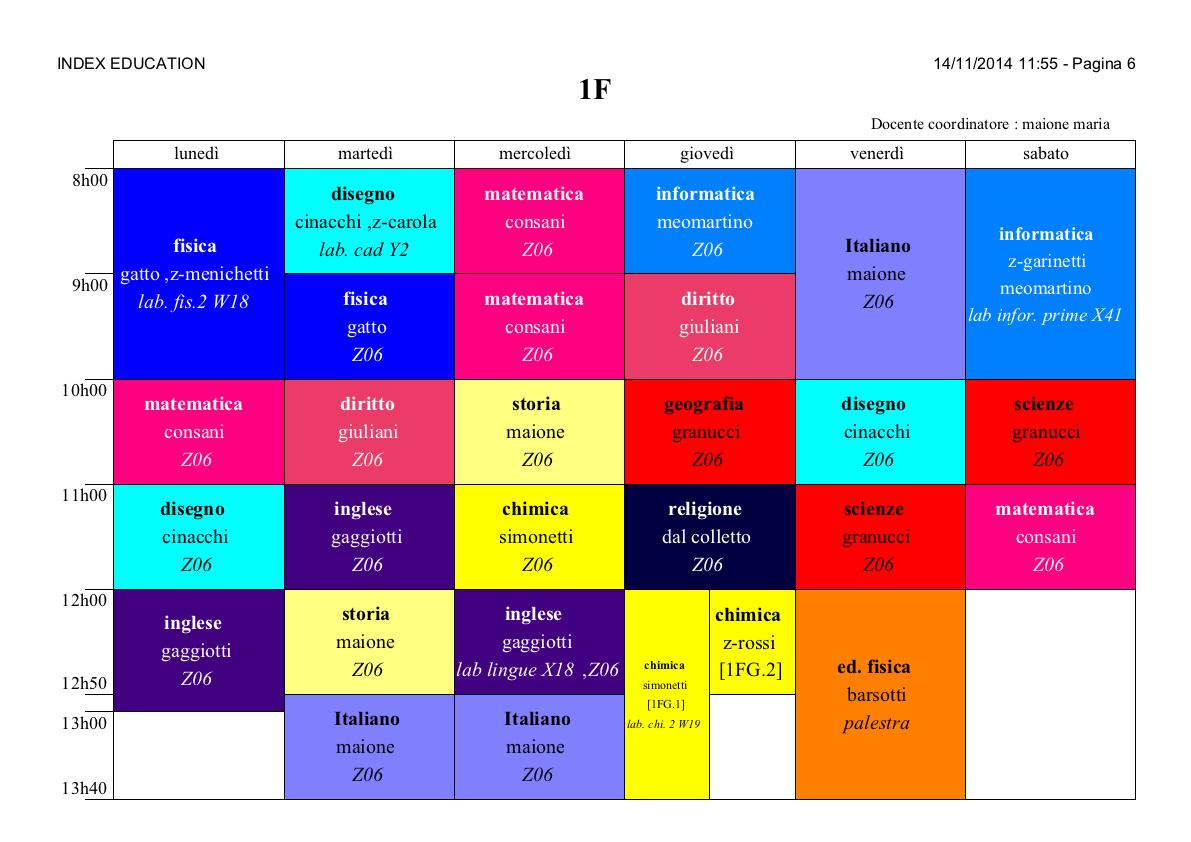 INDEX EDUCATION
14/11/2014 11:55 - Pagina 6
1F
Docente coordinatore : maione maria
lunedì martedì mercoledì giovedì venerdì sabato
8h00
fisica
gatto ,z-menichetti
lab. fis.2 W18
disegno
cinacchi ,z-carola
lab. cad Y2
matematica
consani
Z06
informatica
meomartino
Z06
Italiano
maione
Z06
informatica
z-garinetti
meomartino
lab infor. prime X41
9h00
fisica
gatto
Z06
matematica
consani
Z06
diritto
giuliani
Z06
10h00
matematica
consani
Z06
diritto
giuliani
Z06
storia
maione
Z06
geografia
granucci
Z06
disegno
cinacchi
Z06
scienze
granucci
Z06
11h00
disegno
cinacchi
Z06
inglese
gaggiotti
Z06
chimica
simonetti
Z06
religione
dal colletto
Z06
scienze
granucci
Z06
matematica
consani
Z06
12h00
inglese
gaggiotti
Z06
storia
maione
Z06
inglese
gaggiotti
lab lingue X18 ,Z06
chimica
simonetti
[1FG.1]
lab. chi. 2 W19
chimica
z-rossi
[1FG.2]
ed. fisica
barsotti
palestra
12h50
13h00
Italiano
maione
Z06
Italiano
maione
Z06
13h40